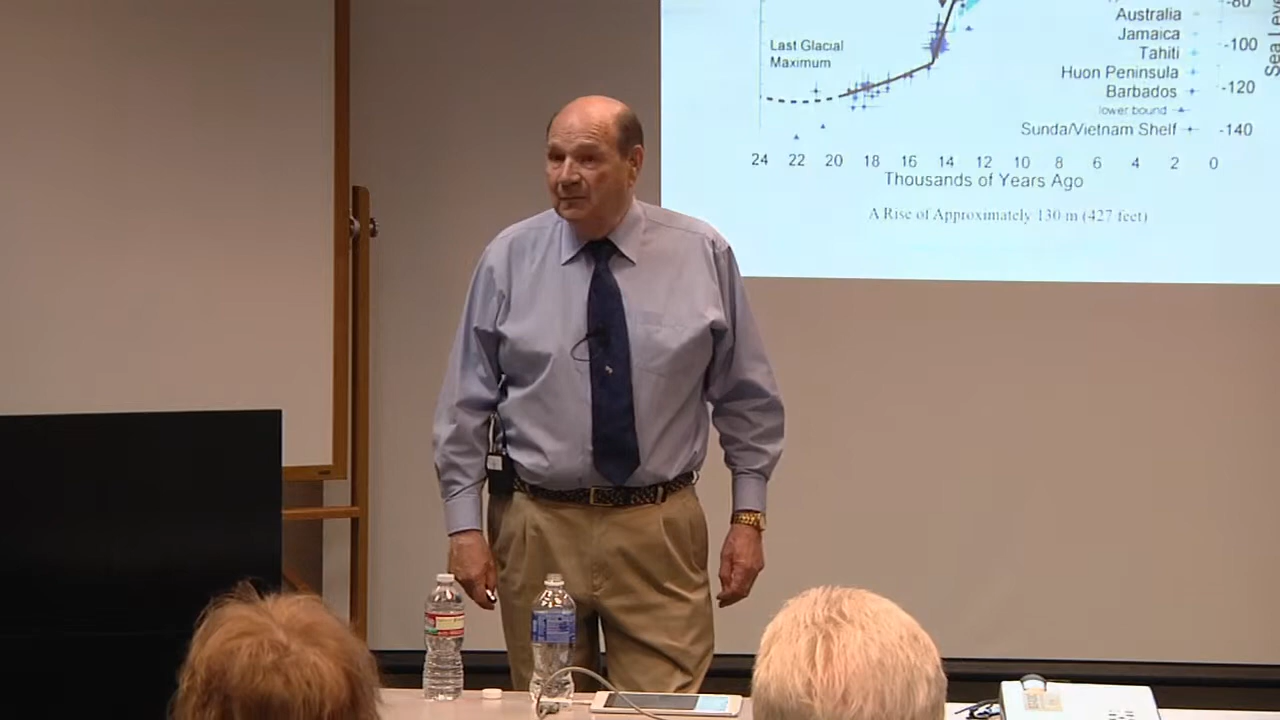 -80
Australia
Jamaica
Tahiti
Huon Peninsula
Barbados
lower bound
Sunda/Vietnam Shelf
-100
-120
-140
Sea Leve
Last Glacial
Maximum
24 22 20 18 16 14 12 10 8 6 4 2 0
Thousands of Years Ago
A Rise of Approximately 130 m (427 feet)